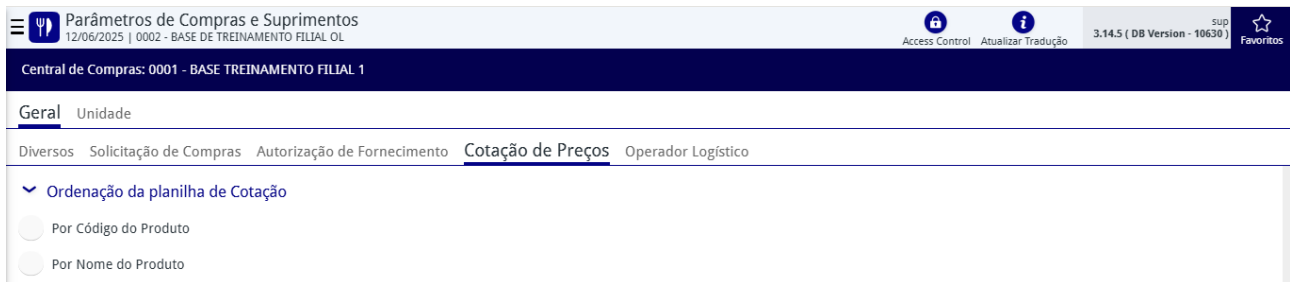 Parâmetros de Compras e Suprimentos
12/06/2025 | 0002 - BASE DE TREINAMENTO FILIAL OL
Access Control
Atualizar Tradução
sup
3.14.5 ( DB Version - 10630 )
Favoritos
Central de Compras: 0001 - BASE TREINAMENTO FILIAL 1
Geral Unidade
Diversos Solicitação de Compras Autorização de Fornecimento Cotação de Preços Operador Logístico
Ordenação da planilha de Cotação
Por Código do Produto
Por Nome do Produto